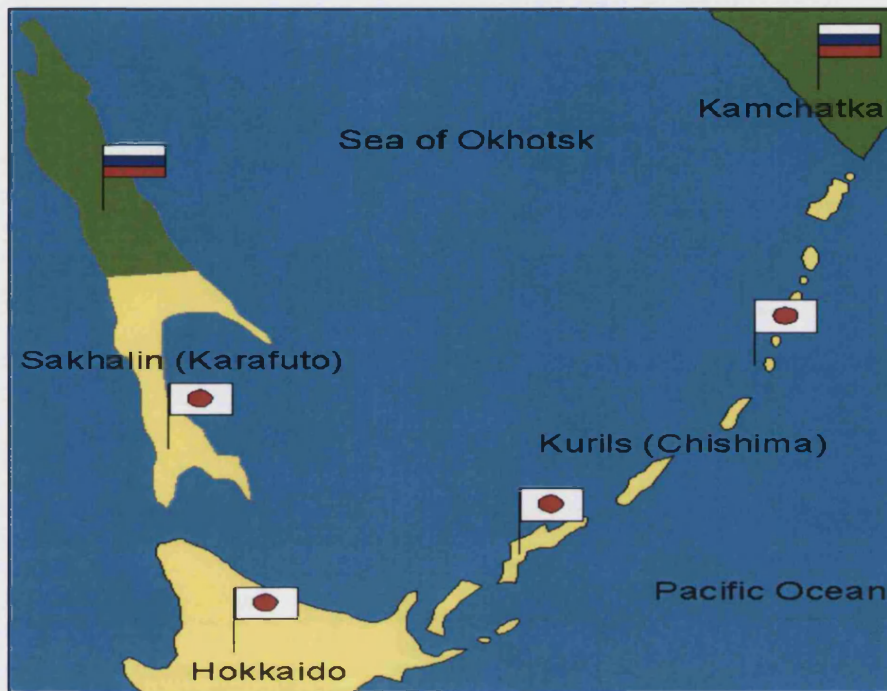 Kamchatka
Sea of Okhotsk
Sakhalin (Karafuto)
Kurils (Chishima)
Pacific Ocean
Hokkaido